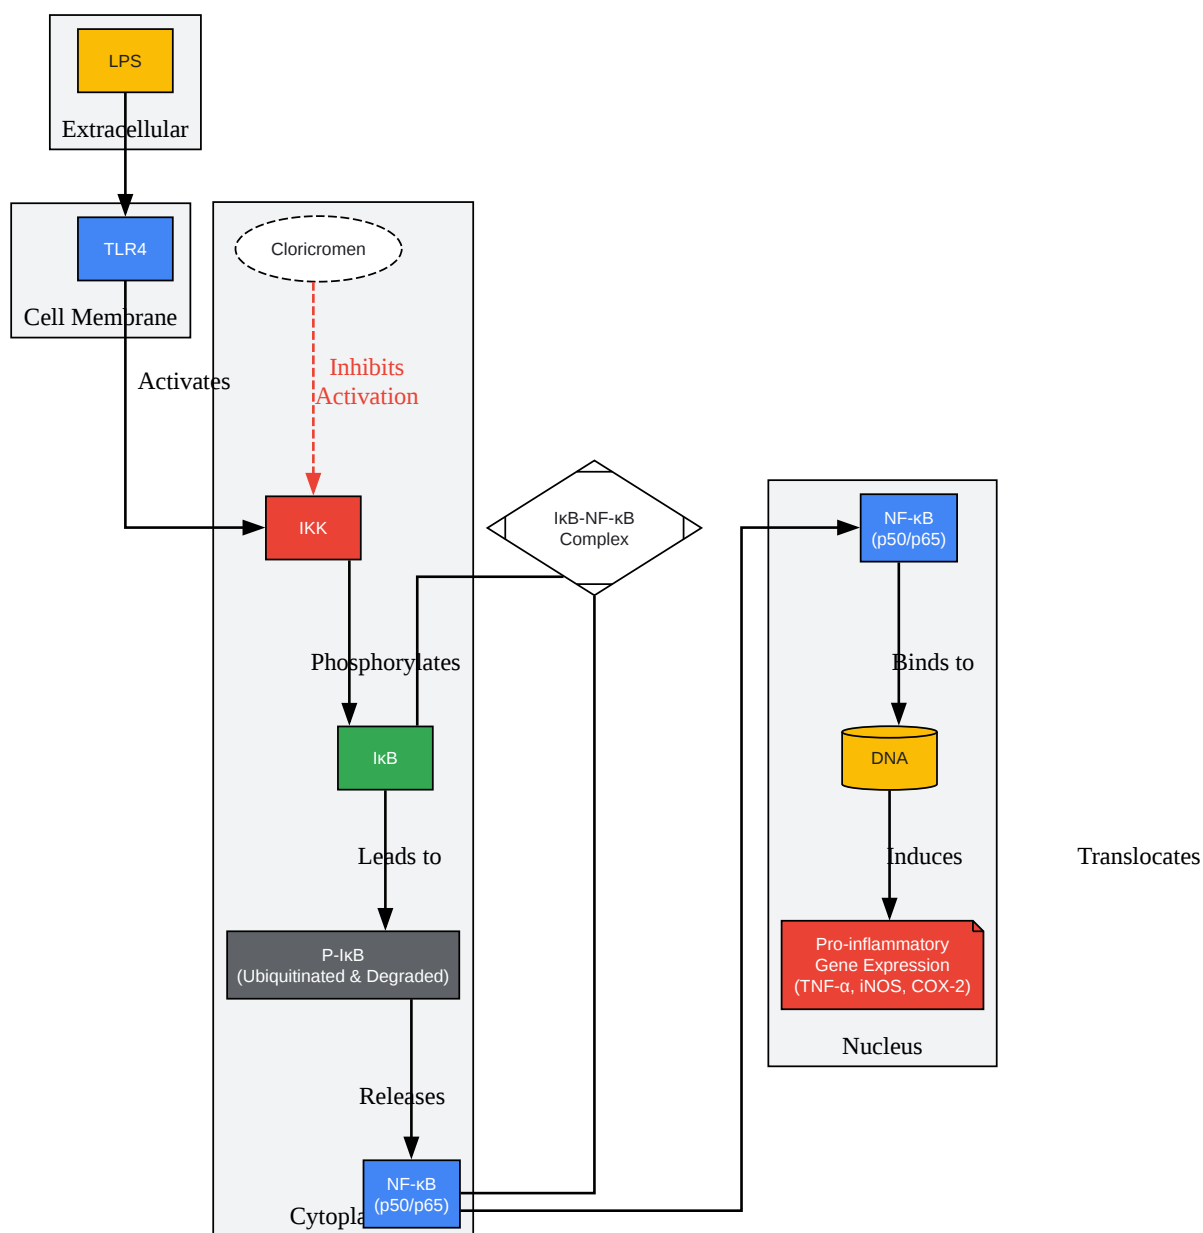 LPS
Extracellular
TLR4
Cell Membrane
Activates
Cloricromen
Inhibits
Activation
IKK
IκB-NF-κB
Complex
Phosphorylates
IκB
Leads to
P-IκB
(Ubiquitinated & Degraded)
Releases
NF-κB
(p50/p65)
NF-κB
(p50/p65)
Binds to
DNA
Induces
Translocates
Pro-inflammatory
Gene Expression
(TNF-α, iNOS, COX-2)
Nucleus